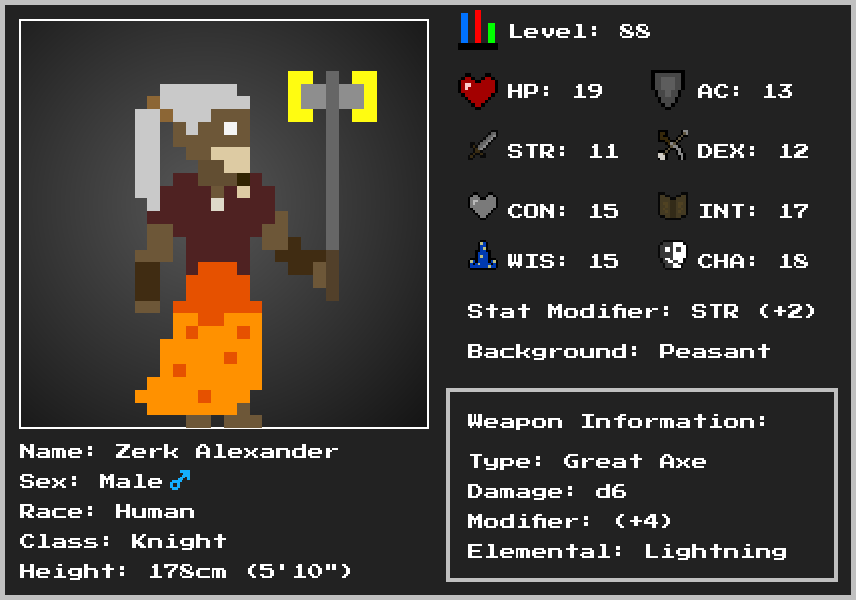 Level: 88
HP: 19
AC: 13
STR: 11
DEX: 12
CON: 15
INT: 17
WIS: 15
CHA: 18
Stat Modifier: STR (+2)
Background: Peasant
Weapon Information:
Type: Great Axe
Damage: d6
Modifier: (+4)
Elemental: Lightning
Name: Zerk Alexander
Sex: Male ♂
Race: Human
Class: Knight
Height: 178cm (5'10")